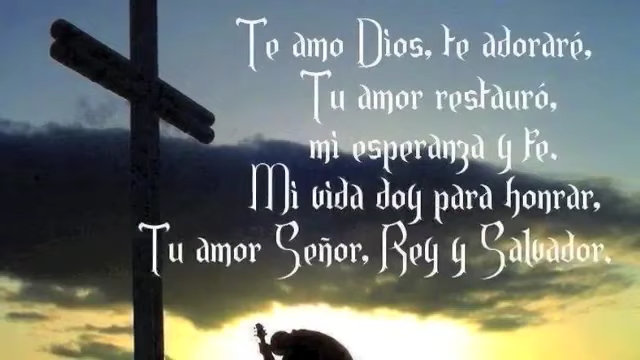 Te amo Dios, te adoraré,
Tu amor restauró,
mi esperanza y fe.
Mi vida doy para honrar,
Tu amor Señor, Rey y Salvador.